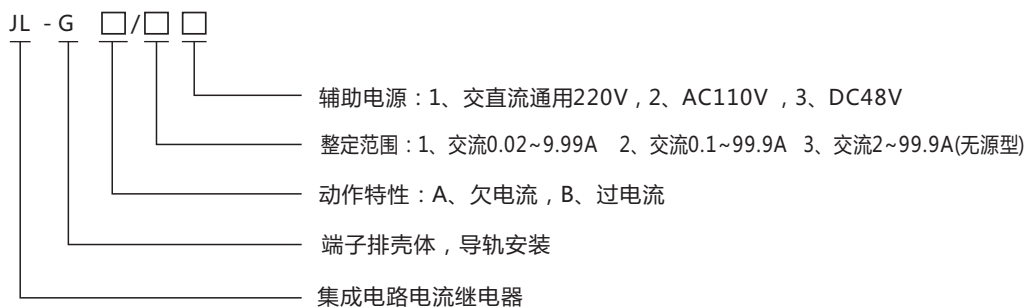 JL - G □/□ □
辅助电源：1、交直流通用220V，2、AC110V ，3、DC48V
整定范围：1、交流0.02~9.99A 2、交流0.1~99.9A 3、交流2~99.9A(无源型)
动作特性：A、欠电流，B、过电流
端子排壳体，导轨安装
集成电路电流继电器